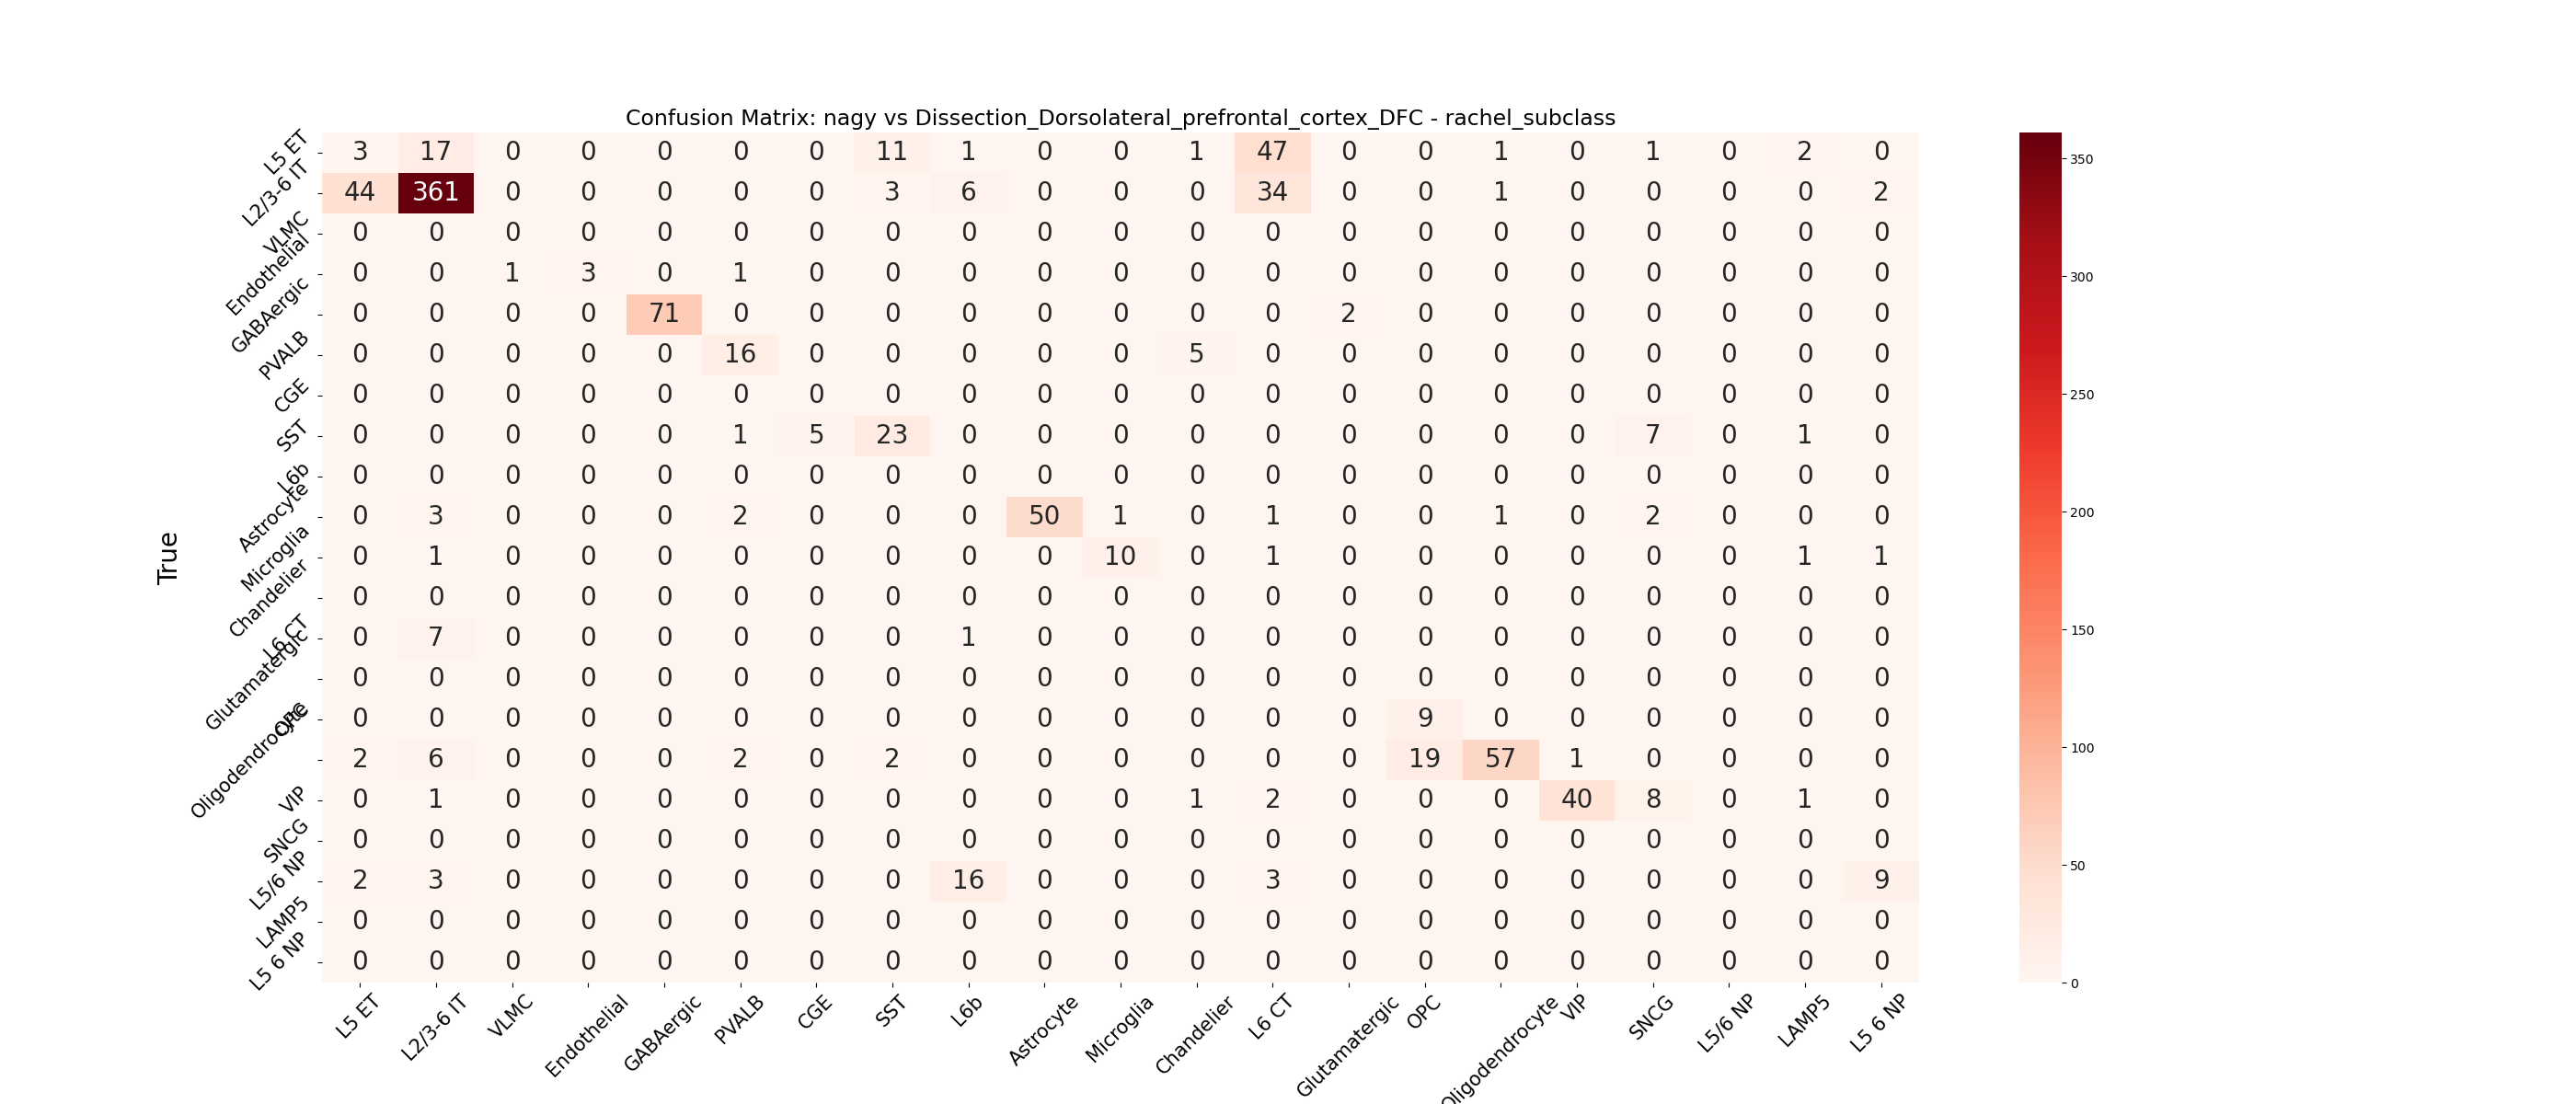 Confusion Matrix: nagy vs Dissection_Dorsolateral_prefrontal_cortex_DFC - rachel_subclass
True
L5 ET 3 17 0 0 0 0 0 11 1 0 0 1 47 0 0 1 0 1 0 2 0
L2/3-6 IT 44 361 0 0 0 0 0 3 6 0 0 0 34 0 0 1 0 0 0 0 2
VLMC 0 0 0 0 0 0 0 0 0 0 0 0 0 0 0 0 0 0 0 0 0
Endothelial 0 0 1 3 0 1 0 0 0 0 0 0 0 0 0 0 0 0 0 0 0
GABAergic 0 0 0 0 71 0 0 0 0 0 0 0 0 2 0 0 0 0 0 0 0
PVALB 0 0 0 0 0 16 0 0 0 0 0 5 0 0 0 0 0 0 0 0 0
CGE 0 0 0 0 0 0 0 0 0 0 0 0 0 0 0 0 0 0 0 0 0
SST 0 0 0 0 0 1 5 23 0 0 0 0 0 0 0 0 0 7 0 1 0
L6b 0 0 0 0 0 0 0 0 0 0 0 0 0 0 0 0 0 0 0 0 0
Astrocyte 0 3 0 0 0 2 0 0 0 50 1 0 1 0 0 1 0 2 0 0 0
Microglia 0 1 0 0 0 0 0 0 0 0 10 0 1 0 0 0 0 0 0 1 1
Chandelier 0 0 0 0 0 0 0 0 0 0 0 0 0 0 0 0 0 0 0 0 0
L6 CT 0 7 0 0 0 0 0 0 1 0 0 0 0 0 0 0 0 0 0 0 0
Glutamatergic 0 0 0 0 0 0 0 0 0 0 0 0 0 0 0 0 0 0 0 0 0
OPC 0 0 0 0 0 0 0 0 0 0 0 0 0 0 9 0 0 0 0 0 0
Oligodendrocyte 2 6 0 0 0 2 0 2 0 0 0 0 0 0 19 57 1 0 0 0 0
VIP 0 1 0 0 0 0 0 0 0 0 0 1 2 0 0 0 40 8 0 1 0
SNCG 0 0 0 0 0 0 0 0 0 0 0 0 0 0 0 0 0 0 0 0 0
L5/6 NP 2 3 0 0 0 0 0 0 16 0 0 0 3 0 0 0 0 0 0 0 9
LAMP5 0 0 0 0 0 0 0 0 0 0 0 0 0 0 0 0 0 0 0 0 0
L5 6 NP 0 0 0 0 0 0 0 0 0 0 0 0 0 0 0 0 0 0 0 0 0
L5 ET L2/3-6 IT VLMC Endothelial GABAergic PVALB CGE SST L6b Astrocyte Microglia Chandelier L6 CT Glutamatergic OPC Oligodendrocyte VIP SNCG L5/6 NP LAMP5 L5 6 NP
350
300
250
200
150
100
50
0